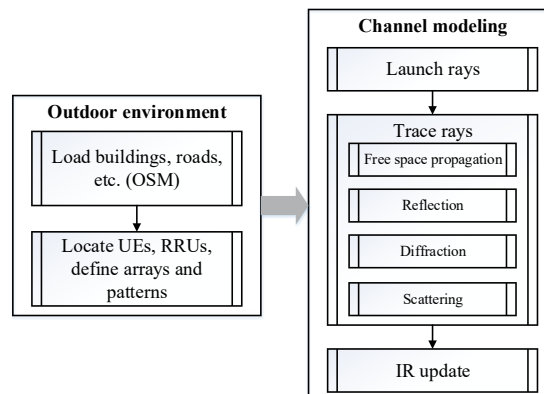 Outdoor environment
Load buildings, roads,
etc. (OSM)
Locate UEs, RRUs,
define arrays and
patterns
Channel modeling
Launch rays
Trace rays
Free space propagation
Reflection
Diffraction
Scattering
IR update